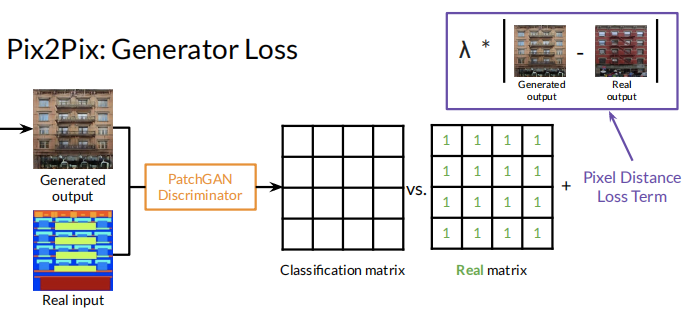 Pix2Pix: Generator Loss
λ * | - |
Generated
output
Real
output
Generated
output
Real input
PatchGAN
Discriminator
Classification matrix
vs.
1 1 1 1
1 1 1 1
1 1 1 1
1 1 1 1
Real matrix
+
Pixel Distance
Loss Term